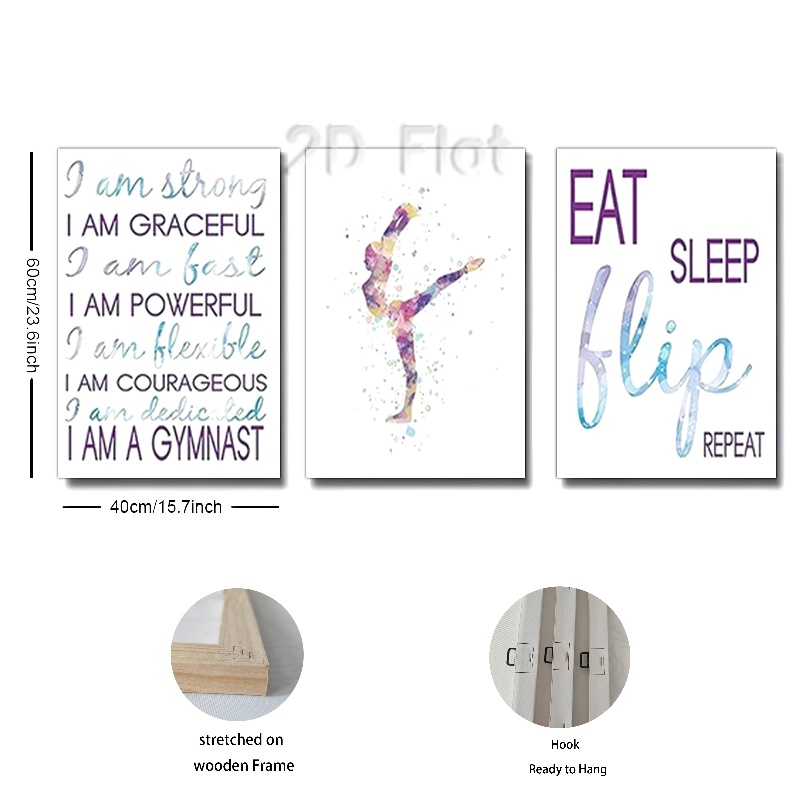 2D Flat
60cm/23.6inch
I am strong
I AM GRACEFUL
I am fast
I AM POWERFUL
I am flexible
I AM COURAGEOUS
I am dedicated
I AM A GYMNAST
EAT
SLEEP
flip
REPEAT
40cm/15.7inch
stretched on
wooden Frame
Hook
Ready to Hang